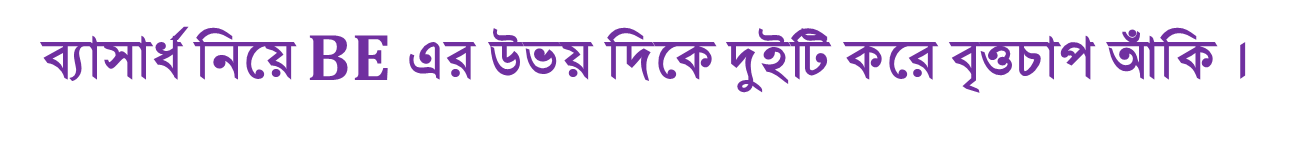 ব্যাসার্ধ নিয়ে BE এর উভয় দিকে দুইটি করে বৃত্তচাপ আঁকি ।